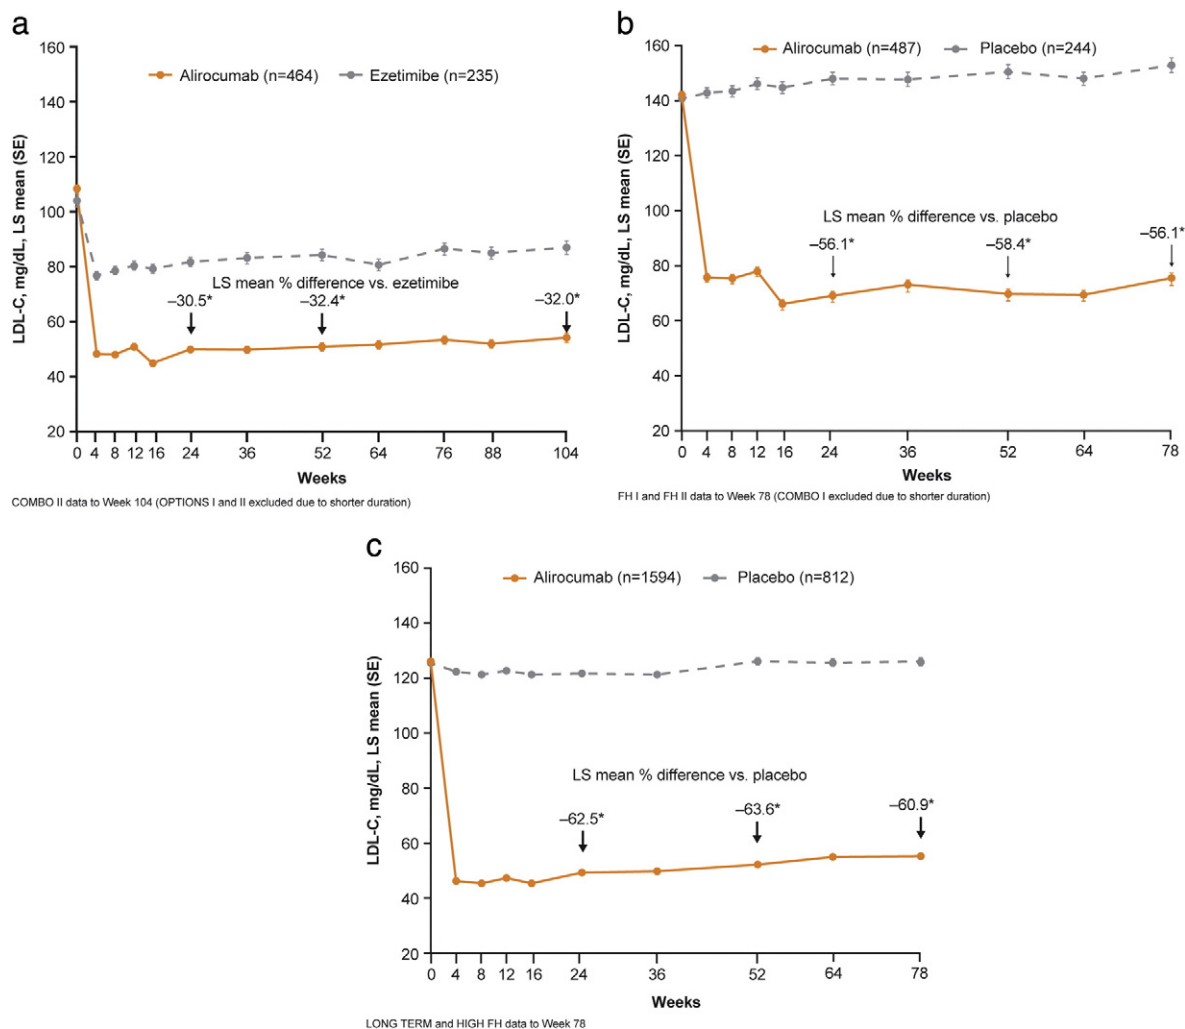 a
160
140
120
100
80
60
40
20
LDL-C, mg/dL, LS mean (SE)
Alirocumab (n=464) Ezetimibe (n=235)
LS mean % difference vs. ezetimibe
–30.5* –32.4* –32.0*
0 4 8 12 16 24 36 52 64 76 88 104
Weeks
COMBO II data to Week 104 (OPTIONS I and II excluded due to shorter duration)
b
160
140
120
100
80
60
40
20
LDL-C, mg/dL, LS mean (SE)
Alirocumab (n=487) Placebo (n=244)
LS mean % difference vs. placebo
–56.1* –58.4* –56.1*
0 4 8 12 16 24 36 52 64 78
Weeks
FH I and FH II data to Week 78 (COMBO I excluded due to shorter duration)
c
160
140
120
100
80
60
40
20
LDL-C, mg/dL, LS mean (SE)
Alirocumab (n=1594) Placebo (n=812)
LS mean % difference vs. placebo
–62.5* –63.6* –60.9*
0 4 8 12 16 24 36 52 64 78
Weeks
LONG TERM and HIGH FH data to Week 78